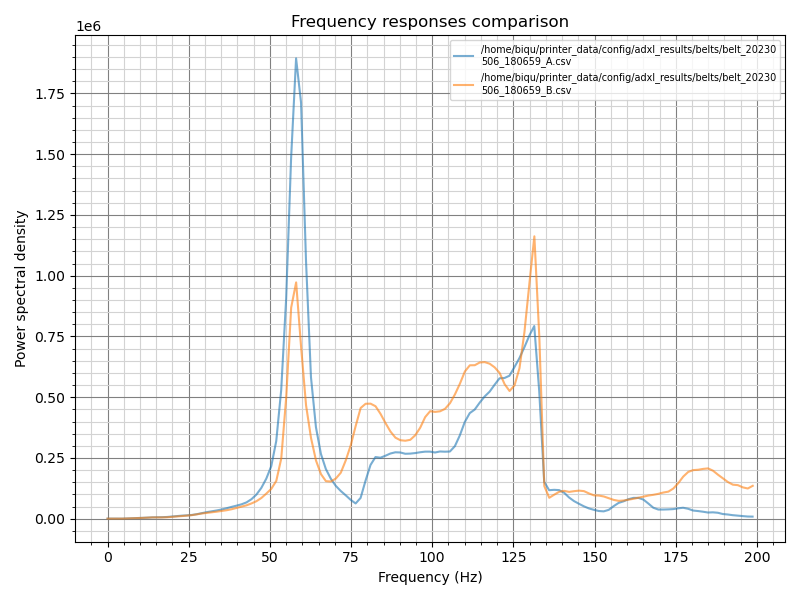 Frequency responses comparison
1e6
/home/biqu/printer_data/config/adxl_results/belts/belt_20230
506_180659_A.csv
/home/biqu/printer_data/config/adxl_results/belts/belt_20230
506_180659_B.csv
Power spectral density
1.75
1.50
1.25
1.00
0.75
0.50
0.25
0.00
0 25 50 75 100 125 150 175 200
Frequency (Hz)